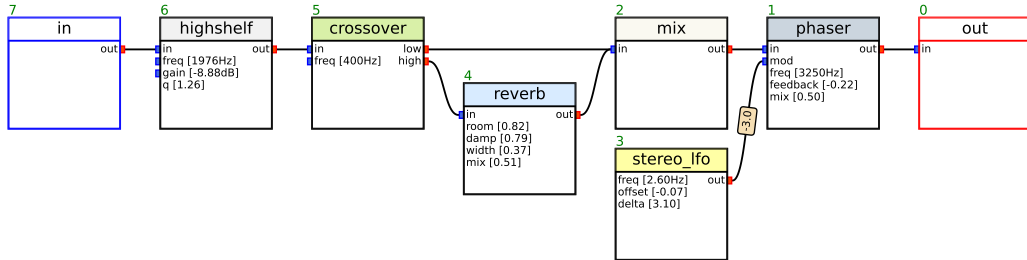 7
in
out
6
highshelf
in out
freq [1976Hz]
gain [-8.88dB]
q [1.26]
5
crossover
in low
freq [400Hz] high
4
reverb
in out
room [0.82]
damp [0.79]
width [0.37]
mix [0.51]
2
mix
in out
3
stereo_lfo
freq [2.60Hz] out
offset [-0.07]
delta [3.10]
-3.0
1
phaser
in out
mod
freq [3250Hz]
feedback [-0.22]
mix [0.50]
0
out
in